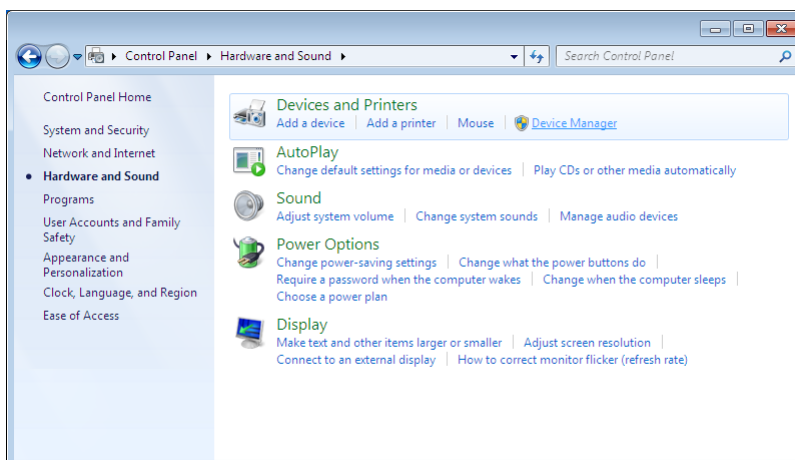 Control Panel Hardware and Sound Search Control Panel
Control Panel Home
System and Security
Network and Internet
Hardware and Sound
Programs
User Accounts and Family
Safety
Appearance and
Personalization
Clock, Language, and Region
Ease of Access
Devices and Printers
Add a device Add a printer Mouse Device Manager
AutoPlay
Change default settings for media or devices Play CDs or other media automatically
Sound
Adjust system volume Change system sounds Manage audio devices
Power Options
Change power-saving settings Change what the power buttons do
Require a password when the computer wakes Change when the computer sleeps
Choose a power plan
Display
Make text and other items larger or smaller Adjust screen resolution
Connect to an external display How to correct monitor flicker (refresh rate)